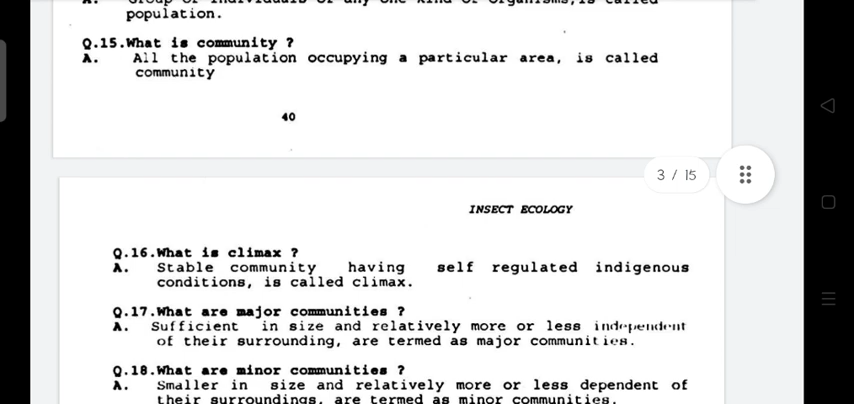 population.
Q.15.What is community ?
A. All the population occupying a particular area, is called
community
40
3 / 15
INSECT ECOLOGY
Q.16.What is climax ?
A. Stable community having self regulated indigenous
conditions, is called climax.
Q.17.What are major communities ?
A. Sufficient in size and relatively more or less independent
of their surrounding, are termed as major communities.
Q.18.What are minor communities ?
A. Smaller in size and relatively more or less dependent of
their surroundings, are termed as minor communities.